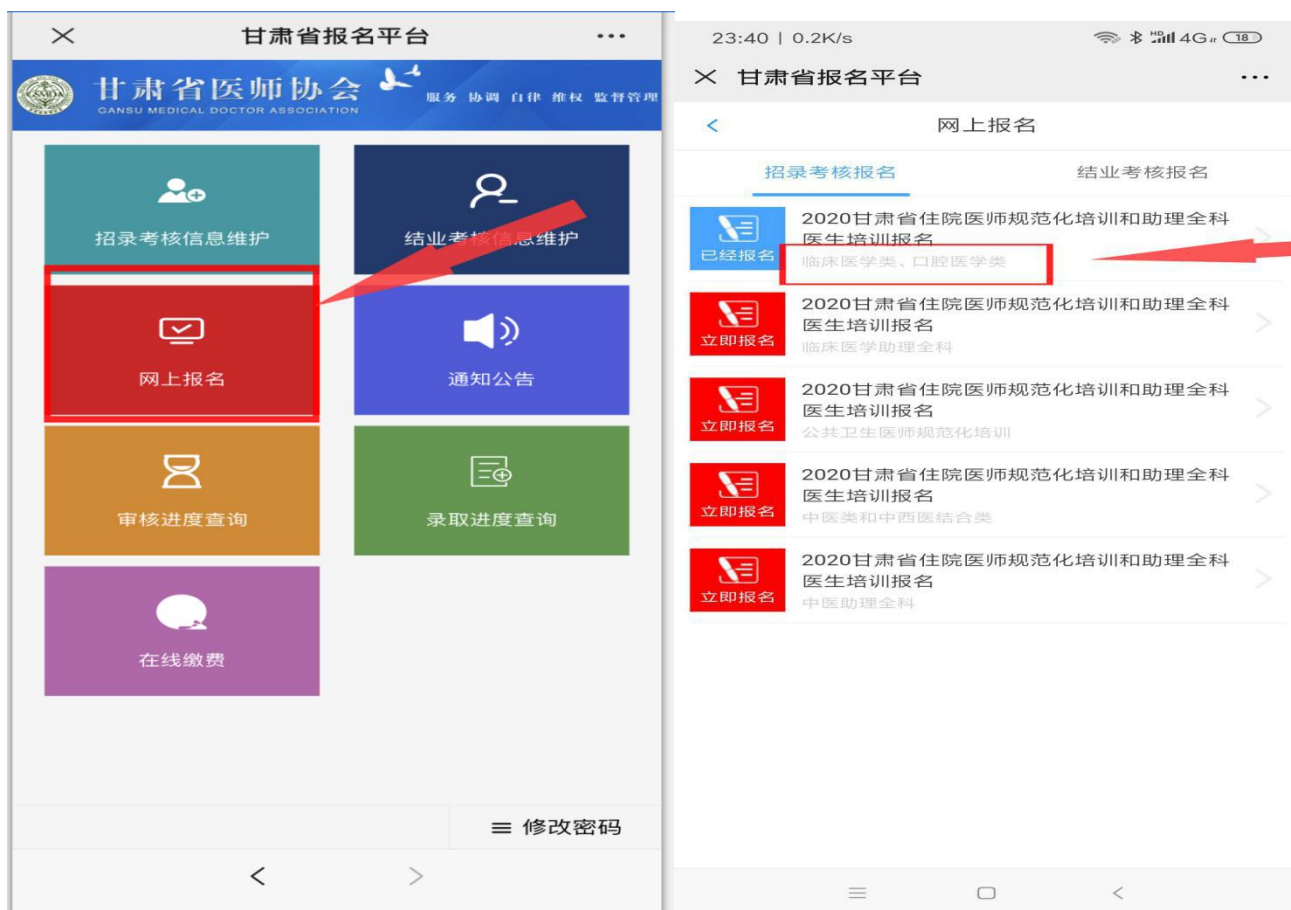 甘肃省报名平台
甘肃省医师协会
GANSU MEDICAL DOCTOR ASSOCIATION
服务 协调 自律 维权 监督管理
招录考核信息维护
结业考核信息维护
网上报名
通知公告
审核进度查询
录取进度查询
在线缴费
修改密码
23:40 | 0.2K/s
4G
18
甘肃省报名平台
网上报名
招录考核报名
结业考核报名
2020甘肃省住院医师规范化培训和助理全科
医生培训报名
已经报名
临床医学类、口腔医学类
2020甘肃省住院医师规范化培训和助理全科
医生培训报名
立即报名
临床医学助理全科
2020甘肃省住院医师规范化培训和助理全科
医生培训报名
立即报名
公共卫生医师规范化培训
2020甘肃省住院医师规范化培训和助理全科
医生培训报名
立即报名
中医类和中西医结合类
2020甘肃省住院医师规范化培训和助理全科
医生培训报名
立即报名
中医助理全科